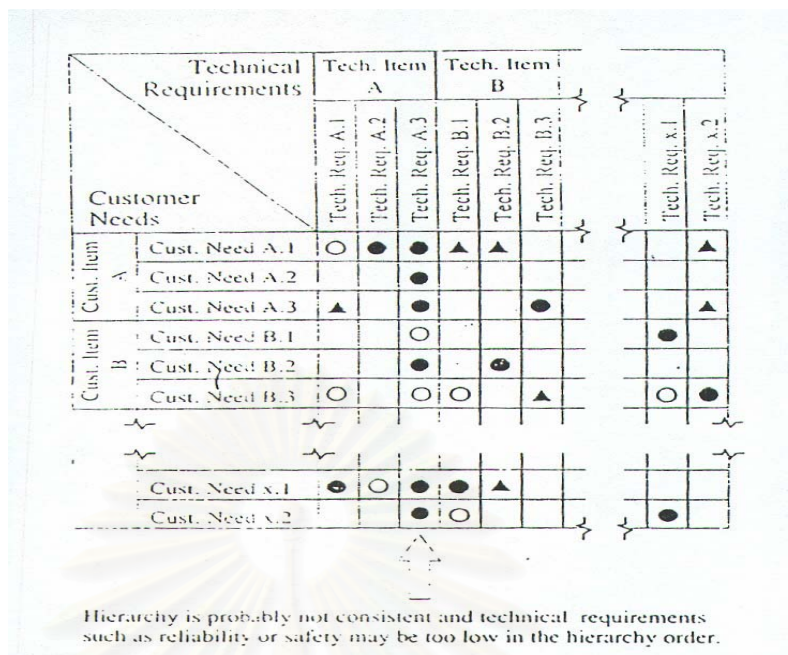 Technical Requirements
Tech. Item A
Tech. Item B
Customer Needs
Tech. Req. A.1
Tech. Req. A.2
Tech. Req. A.3
Tech. Req. B.1
Tech. Req. B.2
Tech. Req. B.3
Tech. Req. x.1
Tech. Req. x.2
Cust. Item A
Cust. Need A.1
Cust. Need A.2
Cust. Need A.3
Cust. Item B
Cust. Need B.1
Cust. Need B.2
Cust. Need B.3
Cust. Need x.1
Cust. Need x.2
Hierarchy is probably not consistent and technical requirements
such as reliability or safety may be too low in the hierarchy order.